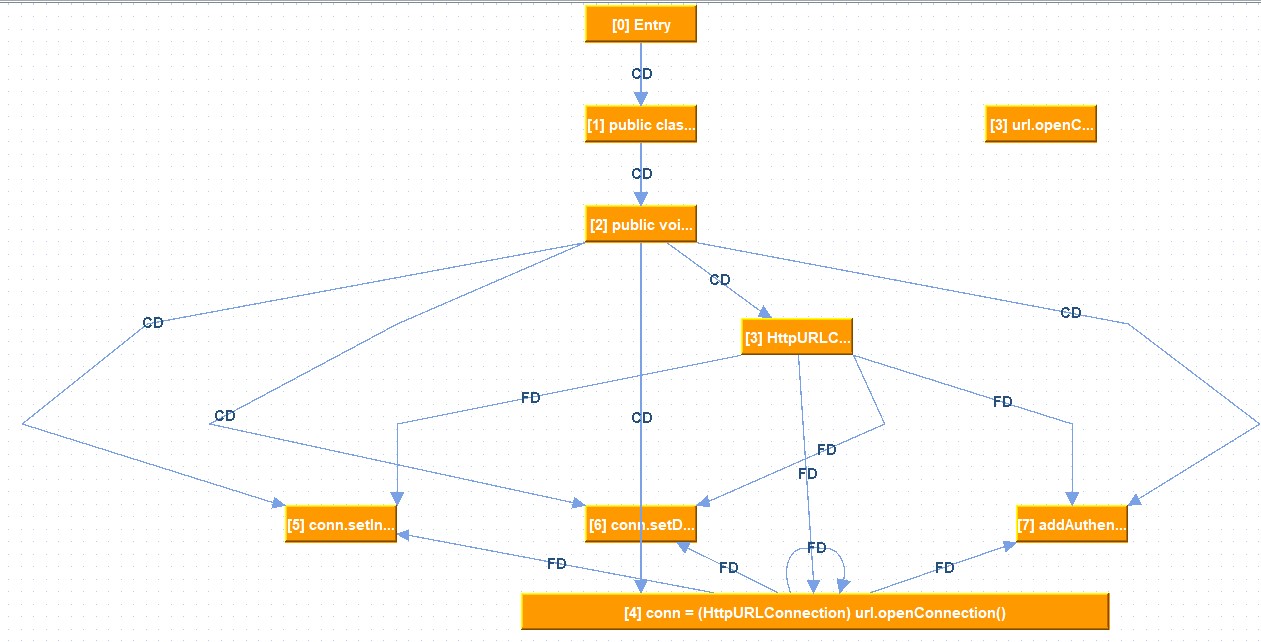 [0] Entry
CD
[1] public clas...
[3] url.openC...
CD
[2] public voi...
CD
CD
CD
[3] HttpURLC...
FD
FD
CD
CD
FD
FD
[5] conn.setIn...
[6] conn.setD...
[7] addAuthen...
FD
FD
FD
FD
[4] conn = (HttpURLConnection) url.openConnection()